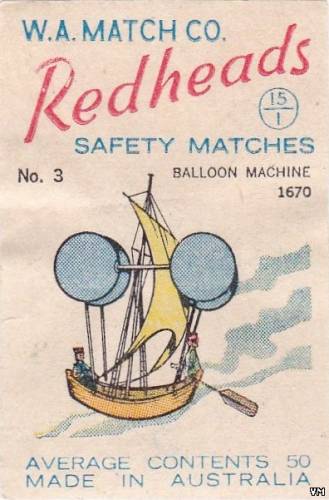 W.A. MATCH CO.
Redheads
15
1
SAFETY MATCHES
No. 3
BALLOON MACHINE
1670
AVERAGE CONTENTS 50
MADE IN AUSTRALIA
VM